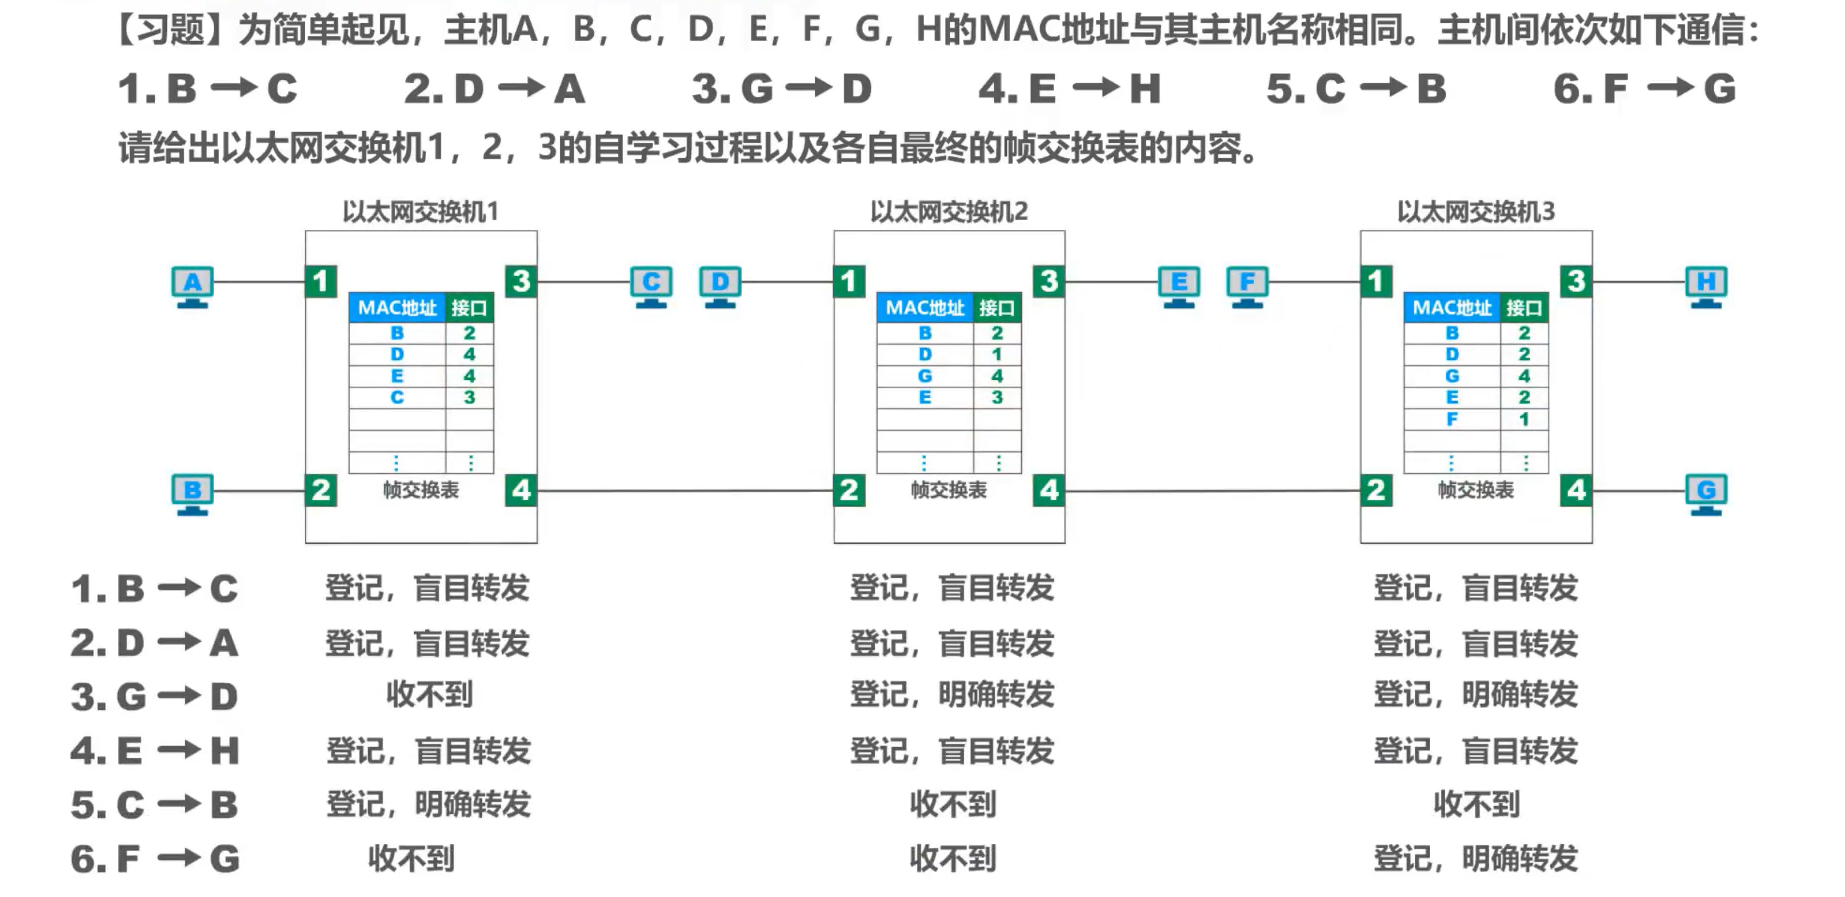 【习题】为简单起见，主机A，B，C，D，E，F，G，H的MAC地址与其主机名称相同。主机间依次如下通信：
1. B → C 2. D → A 3. G → D 4. E → H 5. C → B 6. F → G
请给出以太网交换机1，2，3的自学习过程以及各自最终的帧交换表的内容。
以太网交换机1 以太网交换机2 以太网交换机3
A 1 3 C D 1 3 E F 1 3 H
MAC地址 接口 MAC地址 接口 MAC地址 接口
B 2 B 2 B 2
D 4 D 1 D 2
E 4 G 4 G 4
C 3 E 3 E 2
F 1
⋮ ⋮ ⋮ ⋮ ⋮ ⋮
B 2 帧交换表 4 2 帧交换表 4 2 帧交换表 4 G
1. B → C 登记，盲目转发 登记，盲目转发 登记，盲目转发
2. D → A 登记，盲目转发 登记，盲目转发 登记，盲目转发
3. G → D 收不到 登记，明确转发 登记，明确转发
4. E → H 登记，盲目转发 登记，盲目转发 登记，盲目转发
5. C → B 登记，明确转发 收不到 收不到
6. F → G 收不到 收不到 登记，明确转发